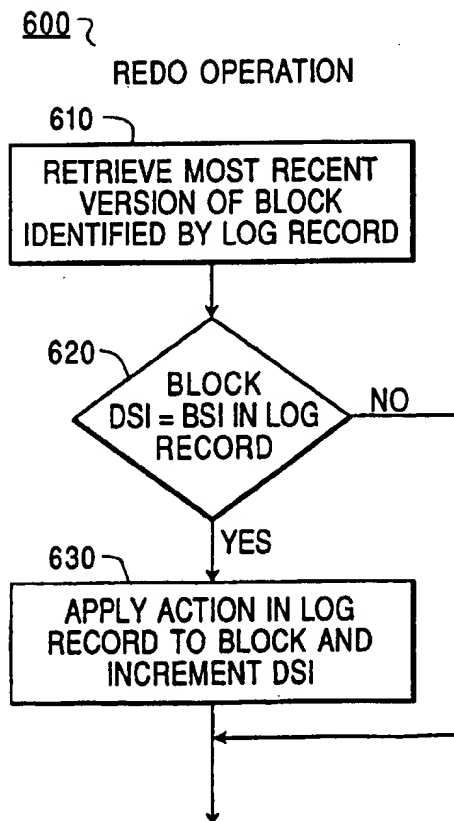 600
REDO OPERATION
610
RETRIEVE MOST RECENT
VERSION OF BLOCK
IDENTIFIED BY LOG RECORD
620
BLOCK
DSI = BSI IN LOG
RECORD
NO
YES
630
APPLY ACTION IN LOG
RECORD TO BLOCK AND
INCREMENT DSI